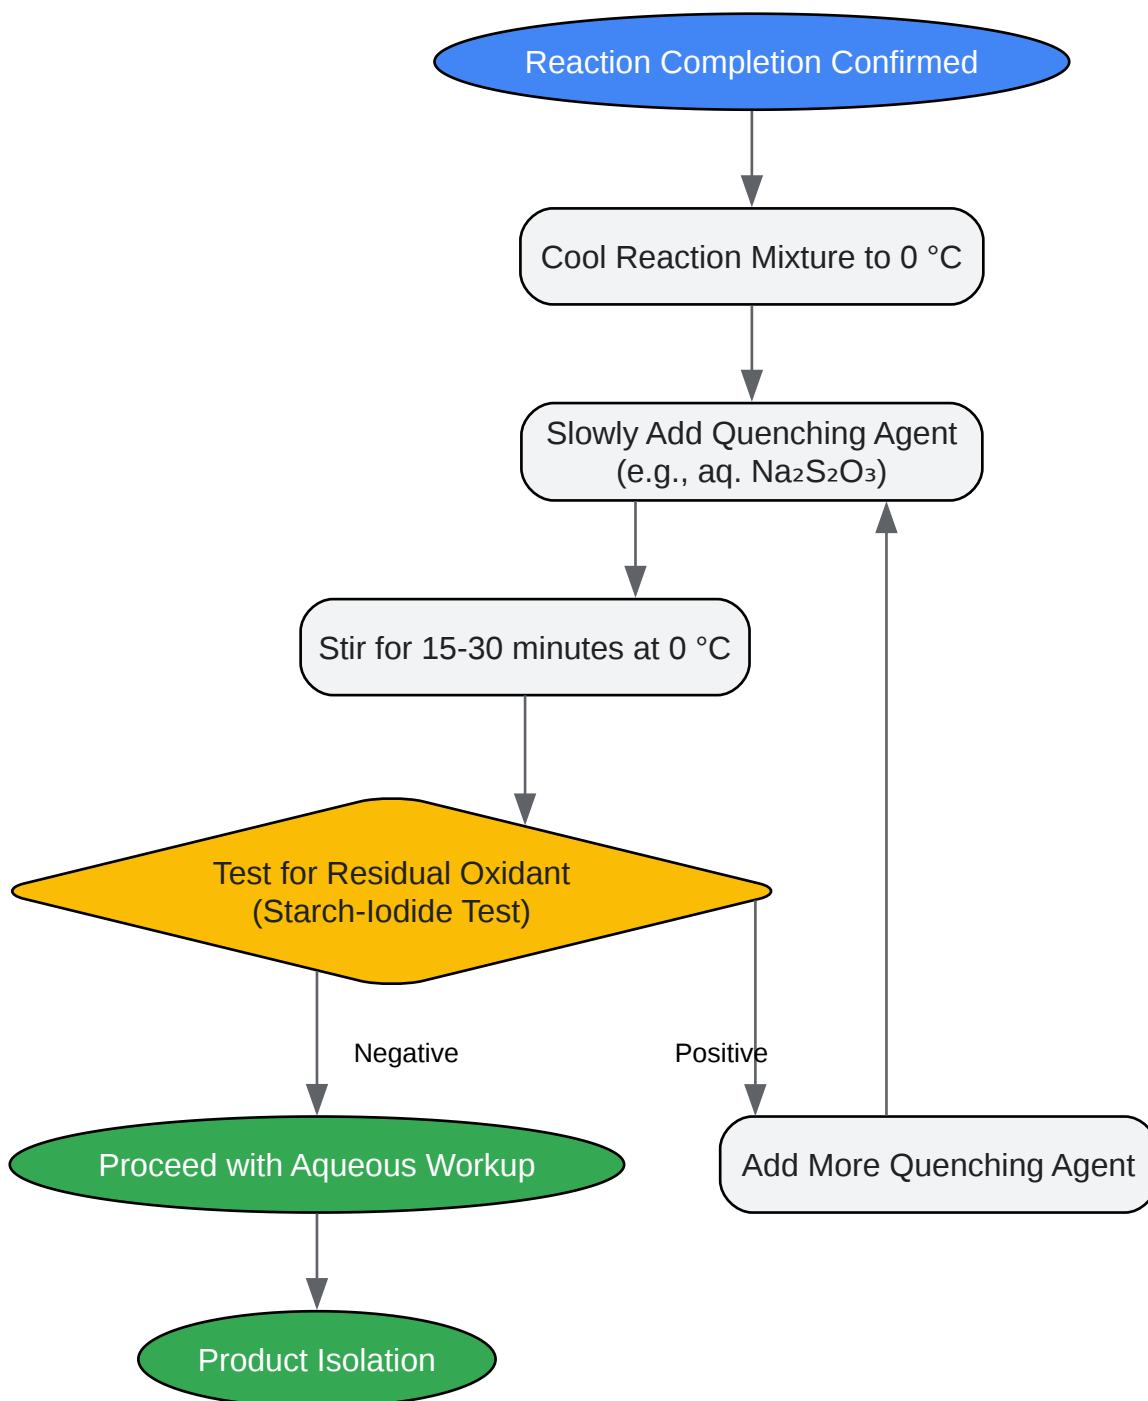 Reaction Completion Confirmed
Cool Reaction Mixture to 0 °C
Slowly Add Quenching Agent
(e.g., aq. Na₂S₂O₃)
Stir for 15-30 minutes at 0 °C
Test for Residual Oxidant
(Starch-Iodide Test)
Negative
Positive
Proceed with Aqueous Workup
Add More Quenching Agent
Product Isolation